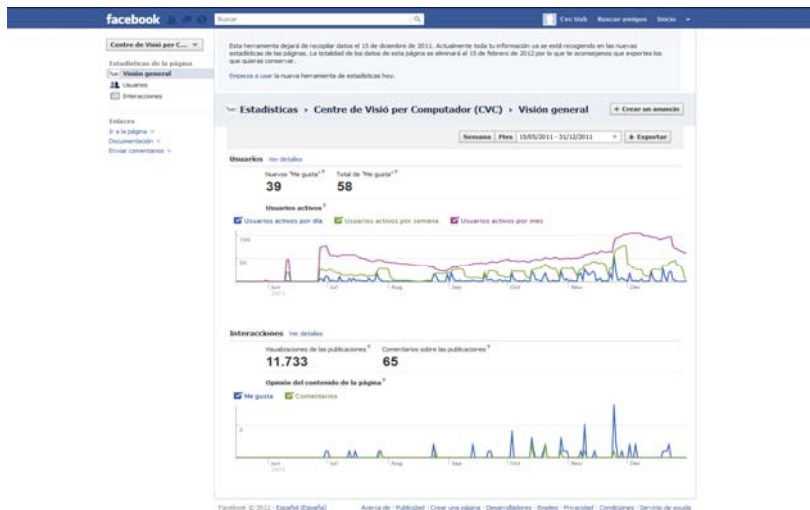 facebook
Buscar
Cvc Uab Buscar amigos Inicio
Centre de Visió per C...
Estadísticas de la página
Visión general
Usuarios
Interacciones
Enlaces
Ir a la página
Documentación
Enviar comentarios
Esta herramienta dejará de recopilar datos el 15 de diciembre de 2011. Actualmente toda tu información ya se está recogiendo en las nuevas
estadísticas de las páginas. La totalidad de los datos de esta página se eliminará el 15 de febrero de 2012 por lo que te aconsejamos que exportes los
que quieras conservar.
Empieza a usar la nueva herramienta de estadísticas hoy.
Estadísticas › Centre de Visió per Computador (CVC) › Visión general
+ Crear un anuncio
Semana Mes 15/05/2011 - 31/12/2011
Exportar
Usuarios Ver detalles
Nuevos "Me gusta" ? Total de "Me gusta" ?
39 58
Usuarios activos ?
Usuarios activos por día Usuarios activos por semana Usuarios activos por mes
100
50
Jun Jul Aug Sep Oct Nov Dec
2011
Interacciones Ver detalles
Visualizaciones de las publicaciones ? Comentarios sobre las publicaciones ?
11.733 65
Opinión del contenido de la página ?
Me gusta Comentarios
5
Jun Jul Aug Sep Oct Nov Dec
2011
Facebook © 2012 · Español (España)
Acerca de · Publicidad · Crear una página · Desarrolladores · Empleo · Privacidad · Condiciones · Servicio de ayuda